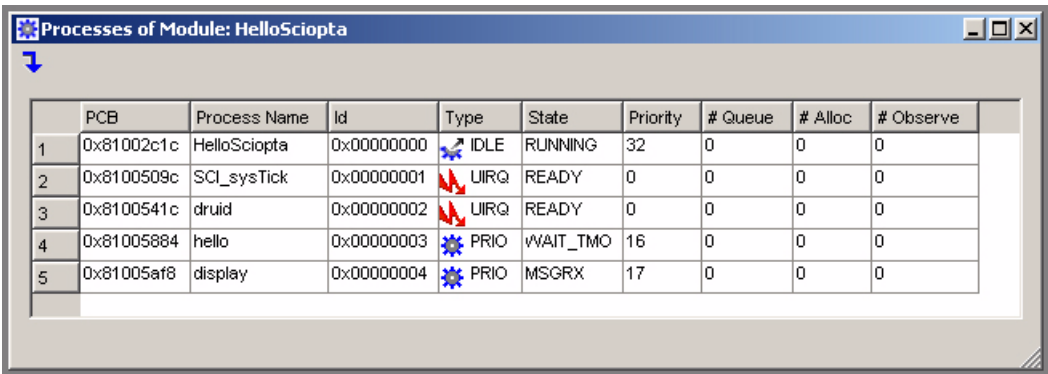 Processes of Module: HelloSciopta
PCB Process Name Id Type State Priority # Queue # Alloc # Observe
1 0x81002c1c HelloSciopta 0x00000000 IDLE RUNNING 32 0 0 0
2 0x8100509c SCI_sysTick 0x00000001 UIRQ READY 0 0 0 0
3 0x8100541c druid 0x00000002 UIRQ READY 0 0 0 0
4 0x81005884 hello 0x00000003 PRIO WAIT_TMO 16 0 0 0
5 0x81005af8 display 0x00000004 PRIO MSGRX 17 0 0 0